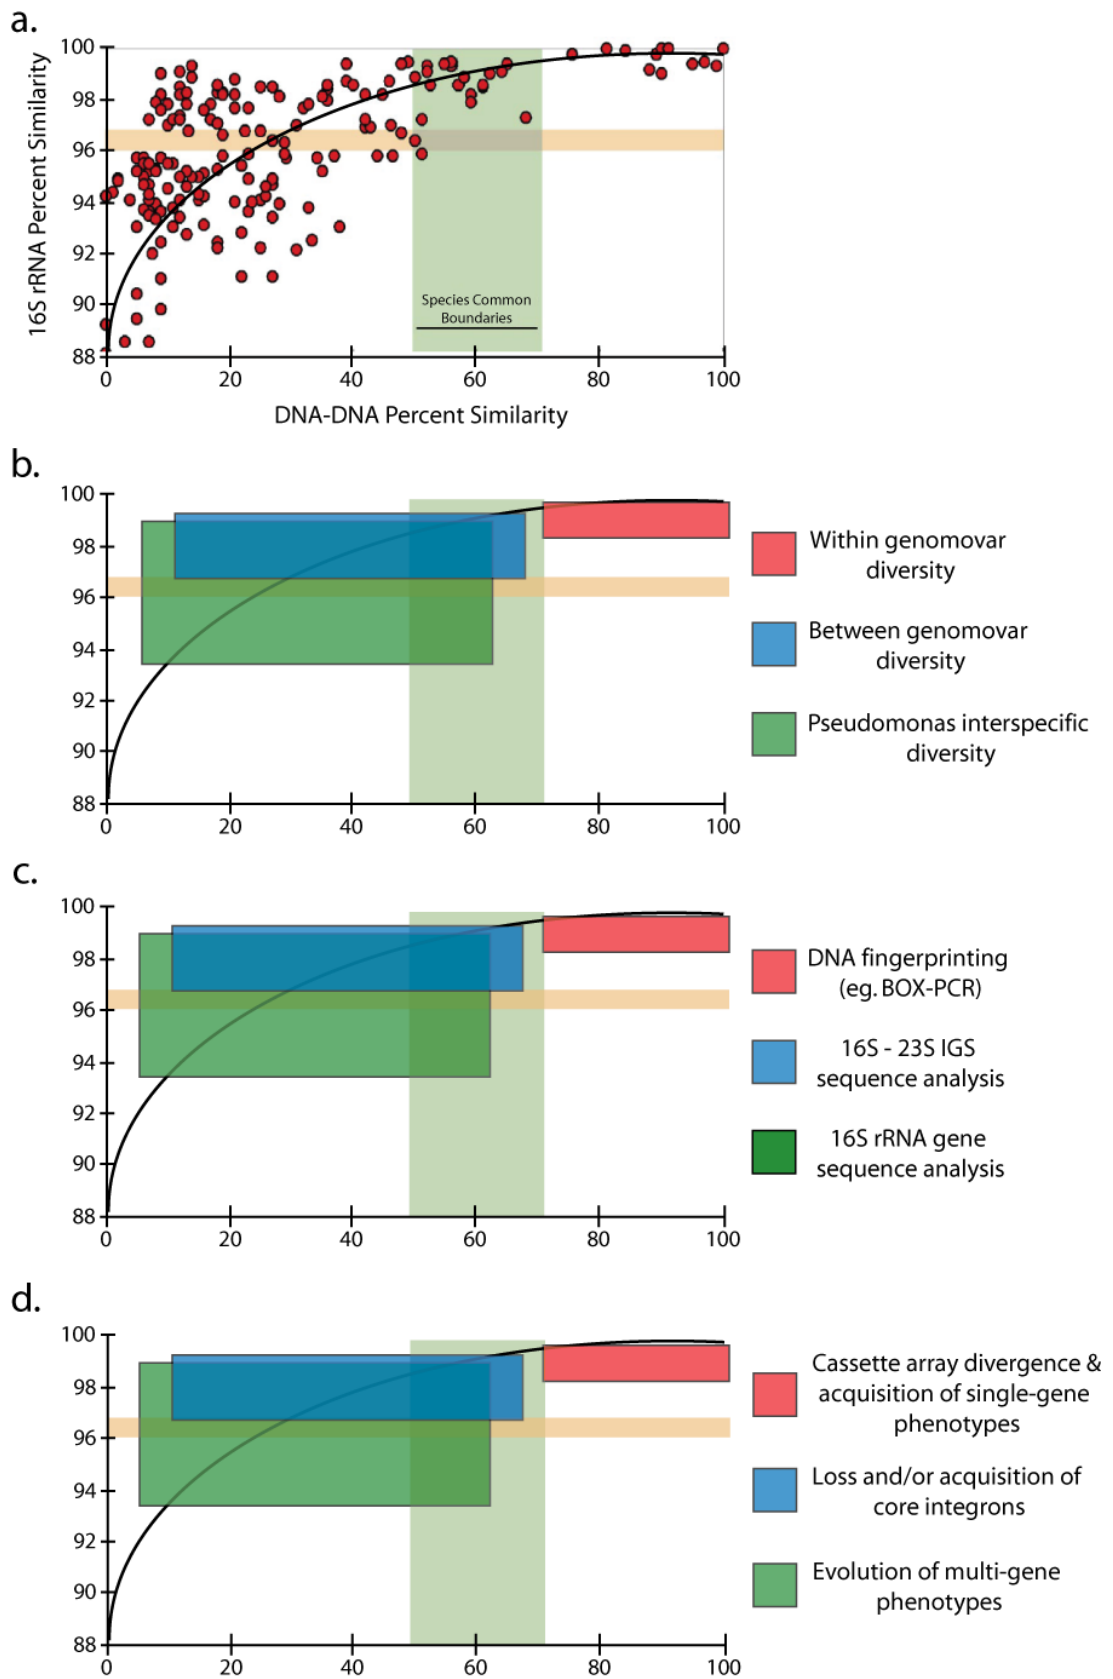 a.
100
98
96
94
92
90
88
16S rRNA Percent Similarity
Species Common
Boundaries
0 20 40 60 80 100
DNA-DNA Percent Similarity
b.
100
98
96
94
92
90
88
0 20 40 60 80 100
Within genomovar
diversity
Between genomovar
diversity
Pseudomonas interspecific
diversity
c.
100
98
96
94
92
90
88
0 20 40 60 80 100
DNA fingerprinting
(eg. BOX-PCR)
16S - 23S IGS
sequence analysis
16S rRNA gene
sequence analysis
d.
100
98
96
94
92
90
88
0 20 40 60 80 100
Cassette array divergence &
acquisition of single-gene
phenotypes
Loss and/or acquisition of
core integrons
Evolution of multi-gene
phenotypes